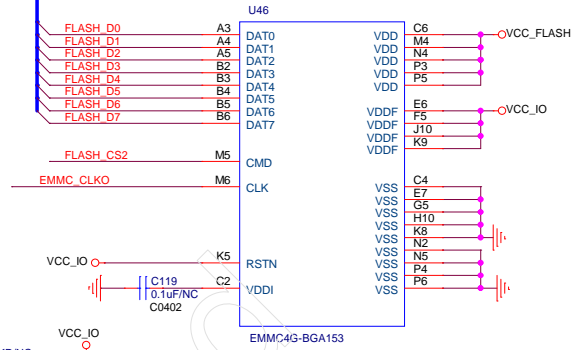 U46
FLASH_D0 A3 DAT0 VDD C6 VCC_FLASH
FLASH_D1 A4 DAT1 VDD M4
FLASH_D2 A5 DAT2 VDD N4
FLASH_D3 B2 DAT3 VDD P3
FLASH_D4 B3 DAT4 VDD P5
FLASH_D5 B4 DAT5
FLASH_D6 B5 DAT6 VDDF E6 VCC_IO
FLASH_D7 B6 DAT7 VDDF F5
VDDF J10
VDDF K9
FLASH_CS2 M5 CMD
EMMC_CLKO M6 CLK VSS C4
VSS E7
VSS G5
VSS H10
VSS K8
VSS N2
VCC_IO K5 RSTN VSS N5
VSS P4
C119 C2 VDDI VSS P6
0.1uF/NC
C0402
VCC_IO
EMMC4G-BGA153